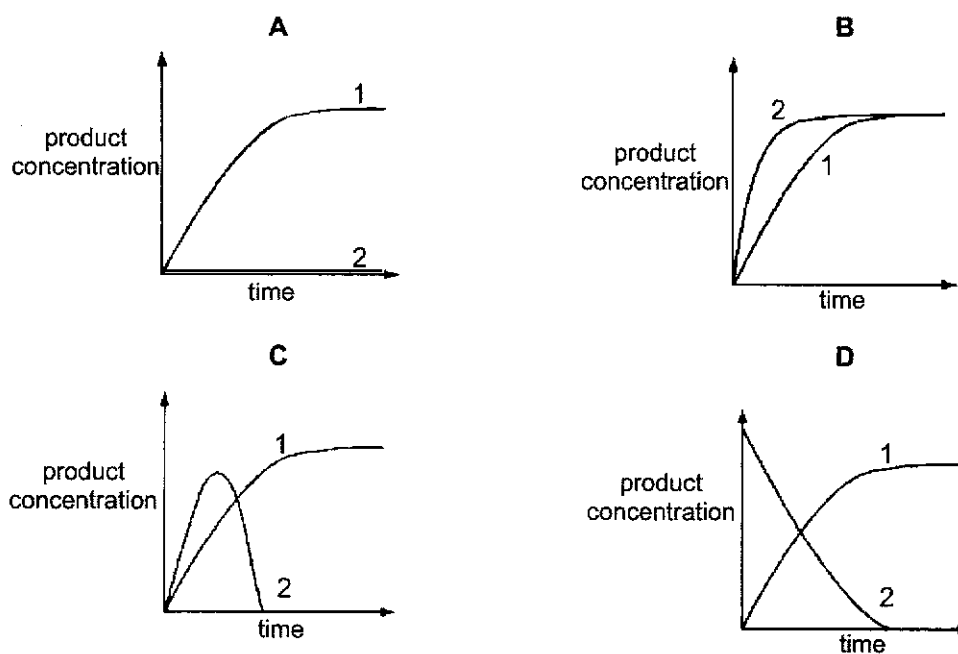 A
product
concentration
1
2
time
B
product
concentration
2
1
time
C
product
concentration
1
2
time
D
product
concentration
1
2
time